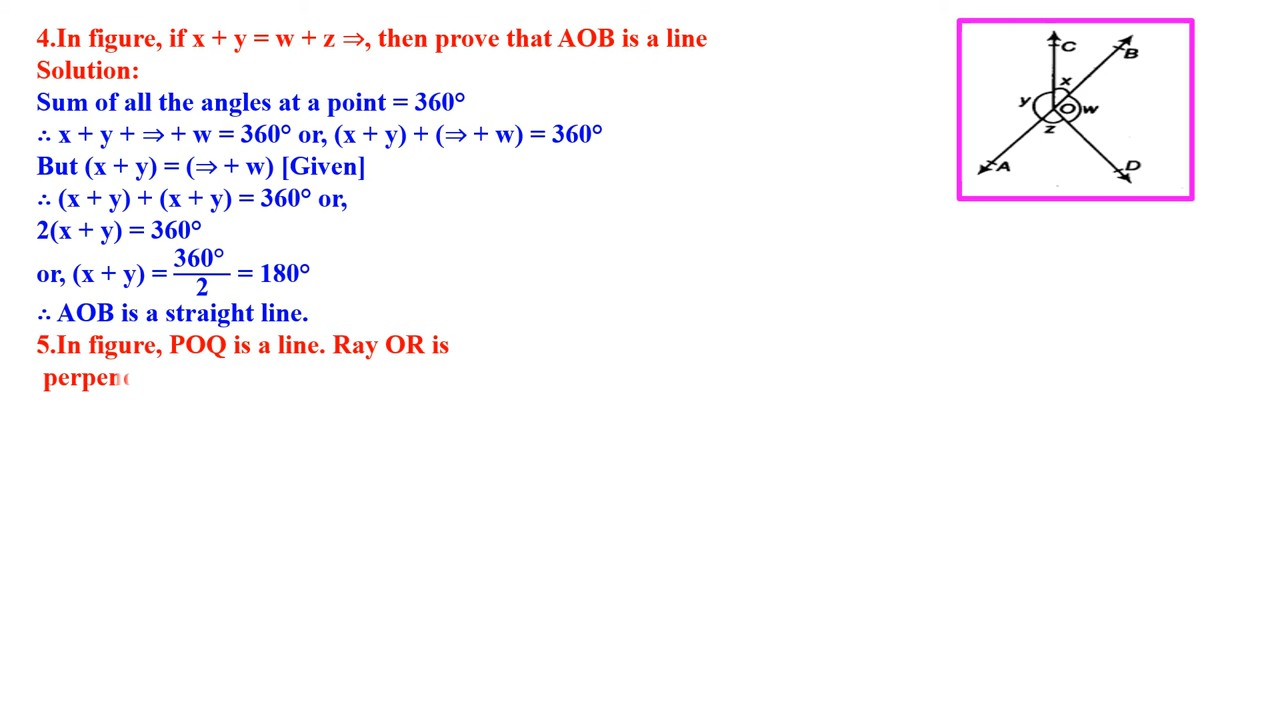 4.In figure, if x + y = w + z ⇒, then prove that AOB is a line
Solution:
Sum of all the angles at a point = 360°
∴ x + y + ⇒ + w = 360° or, (x + y) + (⇒ + w) = 360°
But (x + y) = (⇒ + w) [Given]
∴ (x + y) + (x + y) = 360° or,
2(x + y) = 360°
or, (x + y) = 360°/2 = 180°
∴ AOB is a straight line.
5.In figure, POQ is a line. Ray OR is
perpen
C
B
x
y
O
w
z
A
D